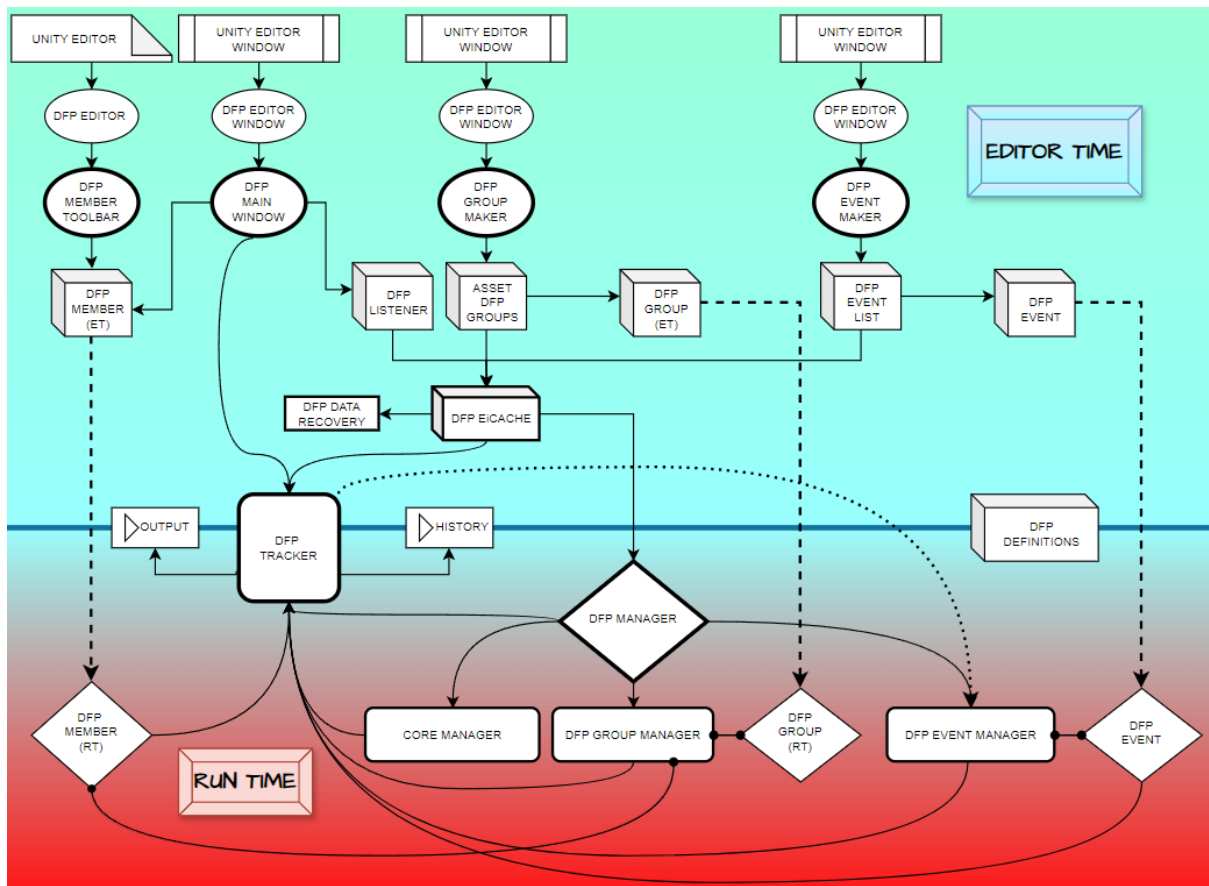 UNITY EDITOR
UNITY EDITOR
WINDOW
UNITY EDITOR
WINDOW
UNITY EDITOR
WINDOW
DFP EDITOR
DFP EDITOR
WINDOW
DFP EDITOR
WINDOW
DFP EDITOR
WINDOW
EDITOR TIME
DFP
MEMBER
TOOLBAR
DFP
MAIN
WINDOW
DFP
GROUP
MAKER
DFP
EVENT
MAKER
DFP
MEMBER
(ET)
DFP
LISTENER
ASSET
DFP
GROUPS
DFP
GROUP
(ET)
DFP
EVENT
LIST
DFP
EVENT
DFP DATA
RECOVERY
DFP EiCACHE
OUTPUT
DFP
TRACKER
HISTORY
DFP
DEFINITIONS
DFP MANAGER
DFP
MEMBER
(RT)
CORE MANAGER
DFP GROUP MANAGER
DFP
GROUP
(RT)
DFP EVENT MANAGER
DFP
EVENT
RUN TIME